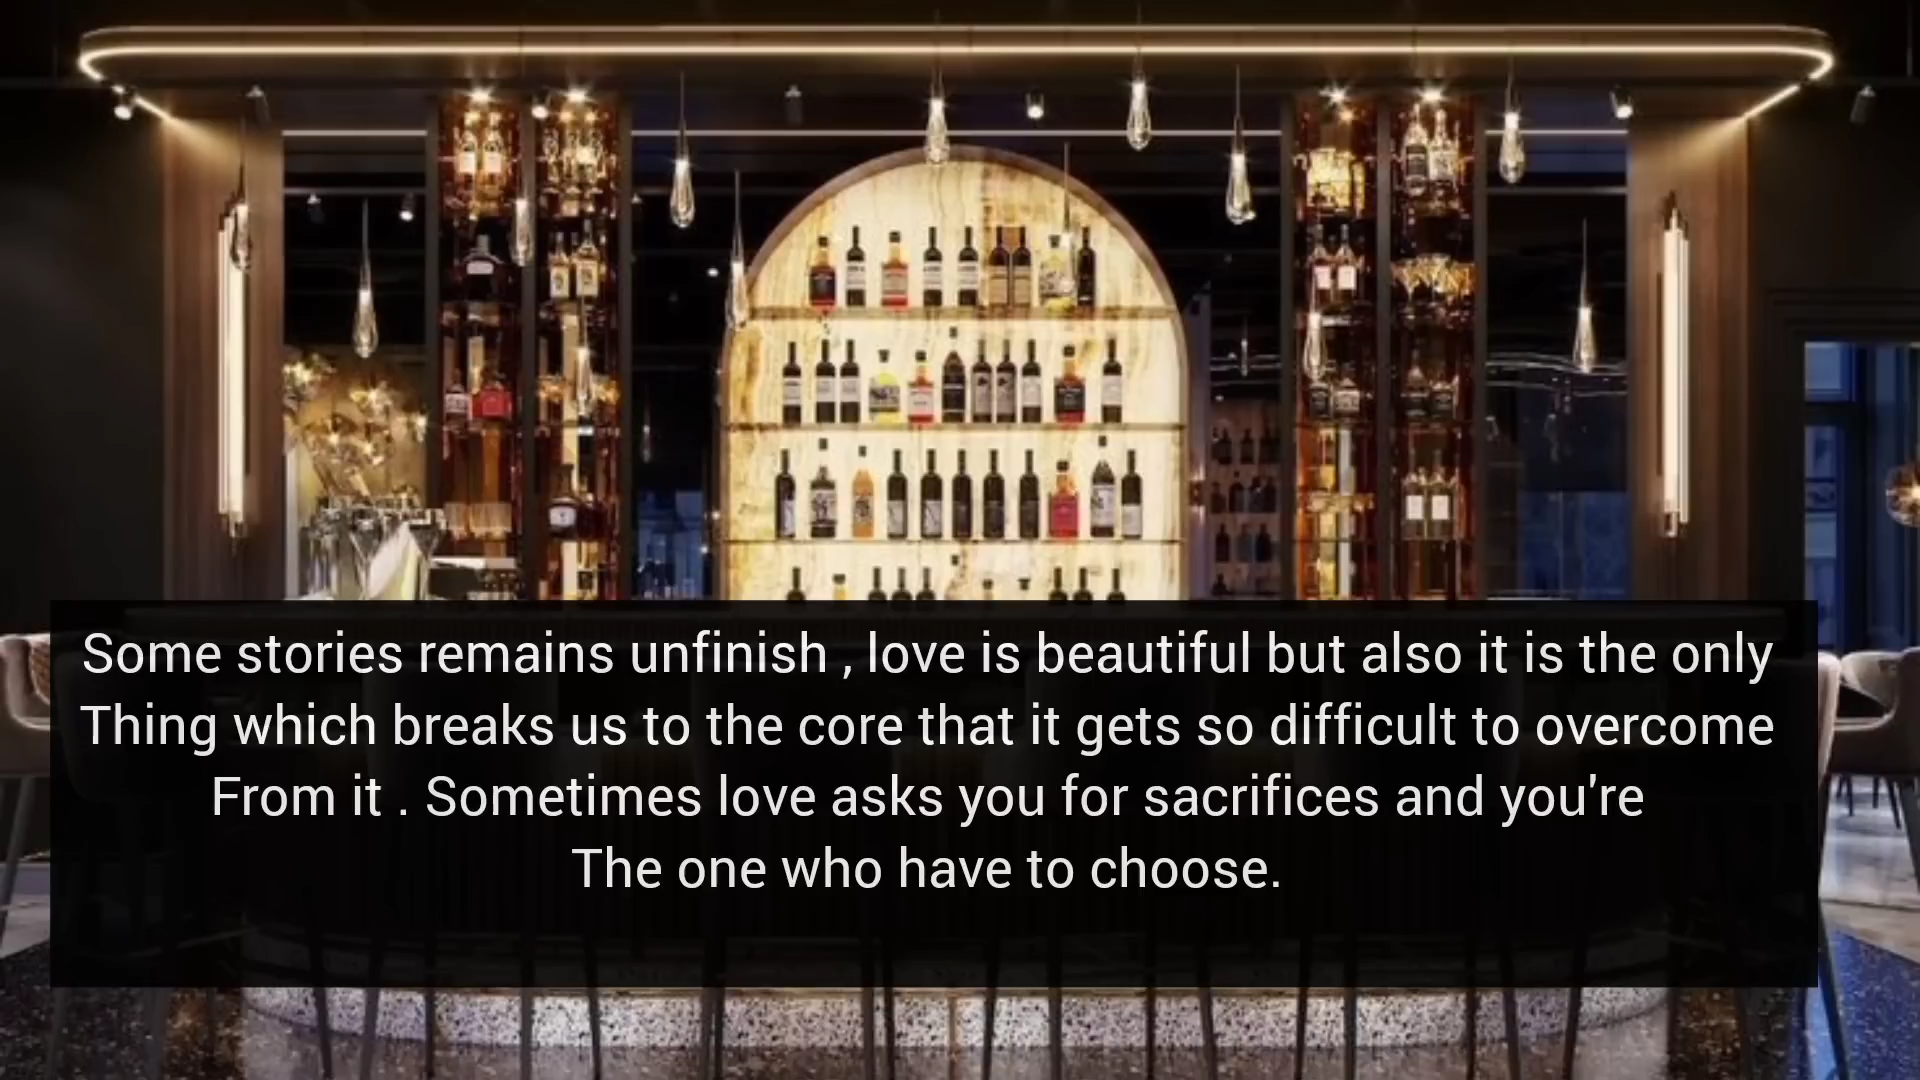 Some stories remains unfinish , love is beautiful but also it is the only
Thing which breaks us to the core that it gets so difficult to overcome
From it . Sometimes love asks you for sacrifices and you're
The one who have to choose.